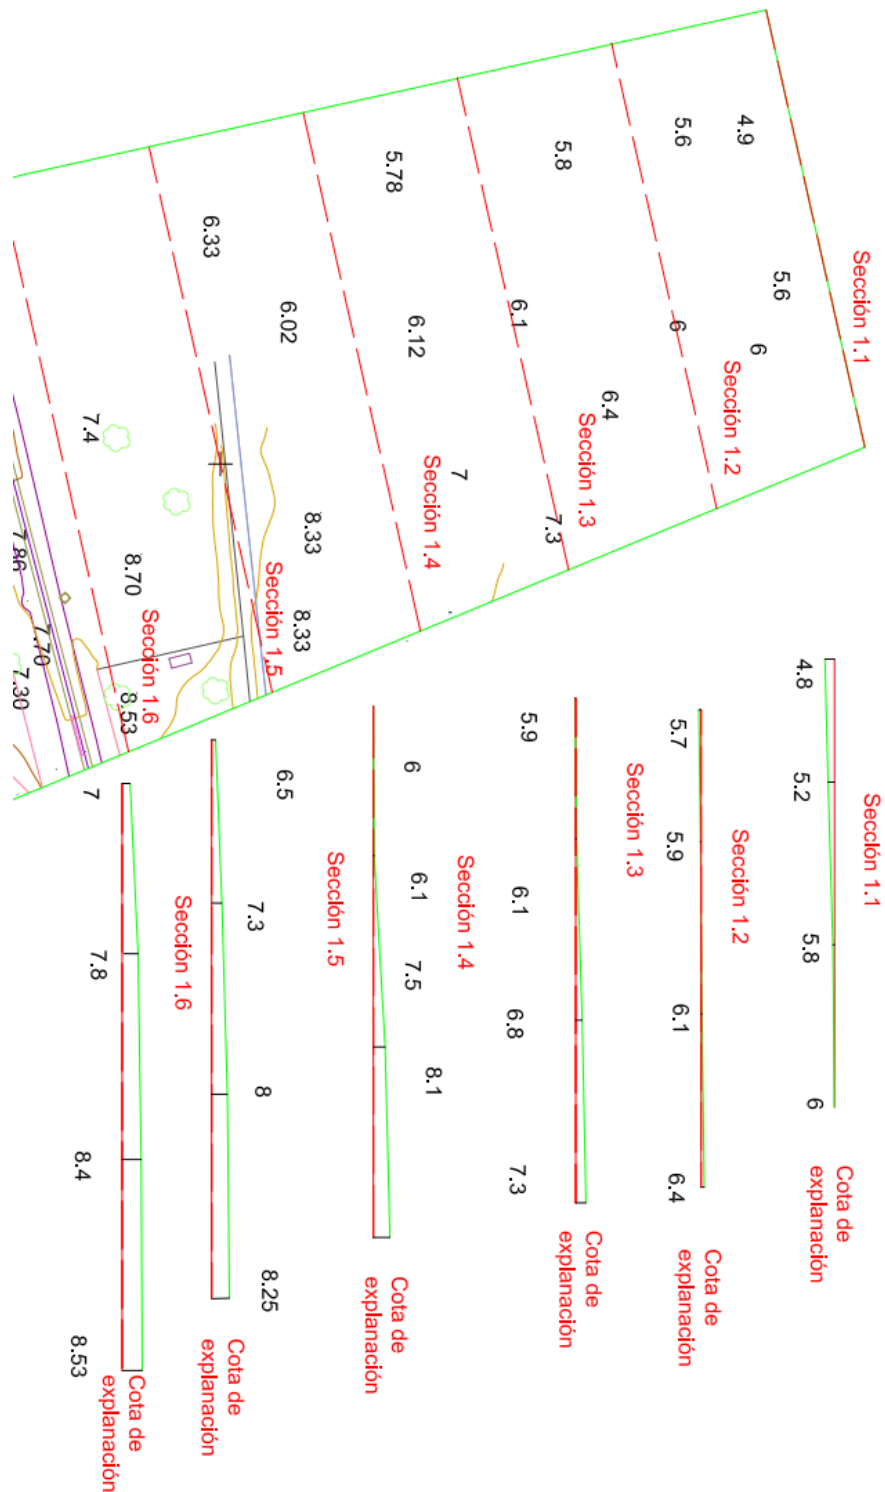 Sección 1.1
4.9
5.6
5.6
6
Sección 1.2
6
5.8
6.4
Sección 1.3
6.1
7.3
5.78
6.12
7
Sección 1.4
6.33
6.02
8.33
8.33
Sección 1.5
7.4
8.70
Sección 1.6
8.53
7.86
7.70
7.30
Sección 1.1
4.8
5.2
5.8
6
Cota de
explanación
Sección 1.2
5.7
5.9
6.1
6.4
Cota de
explanación
Sección 1.3
5.9
6.1
6.8
7.3
Cota de
explanación
Sección 1.4
6
6.1
7.5
8.1
Cota de
explanación
Sección 1.5
6.5
7.3
8
8.25
Cota de
explanación
Sección 1.6
7
7.8
8.4
8.53
Cota de
explanación